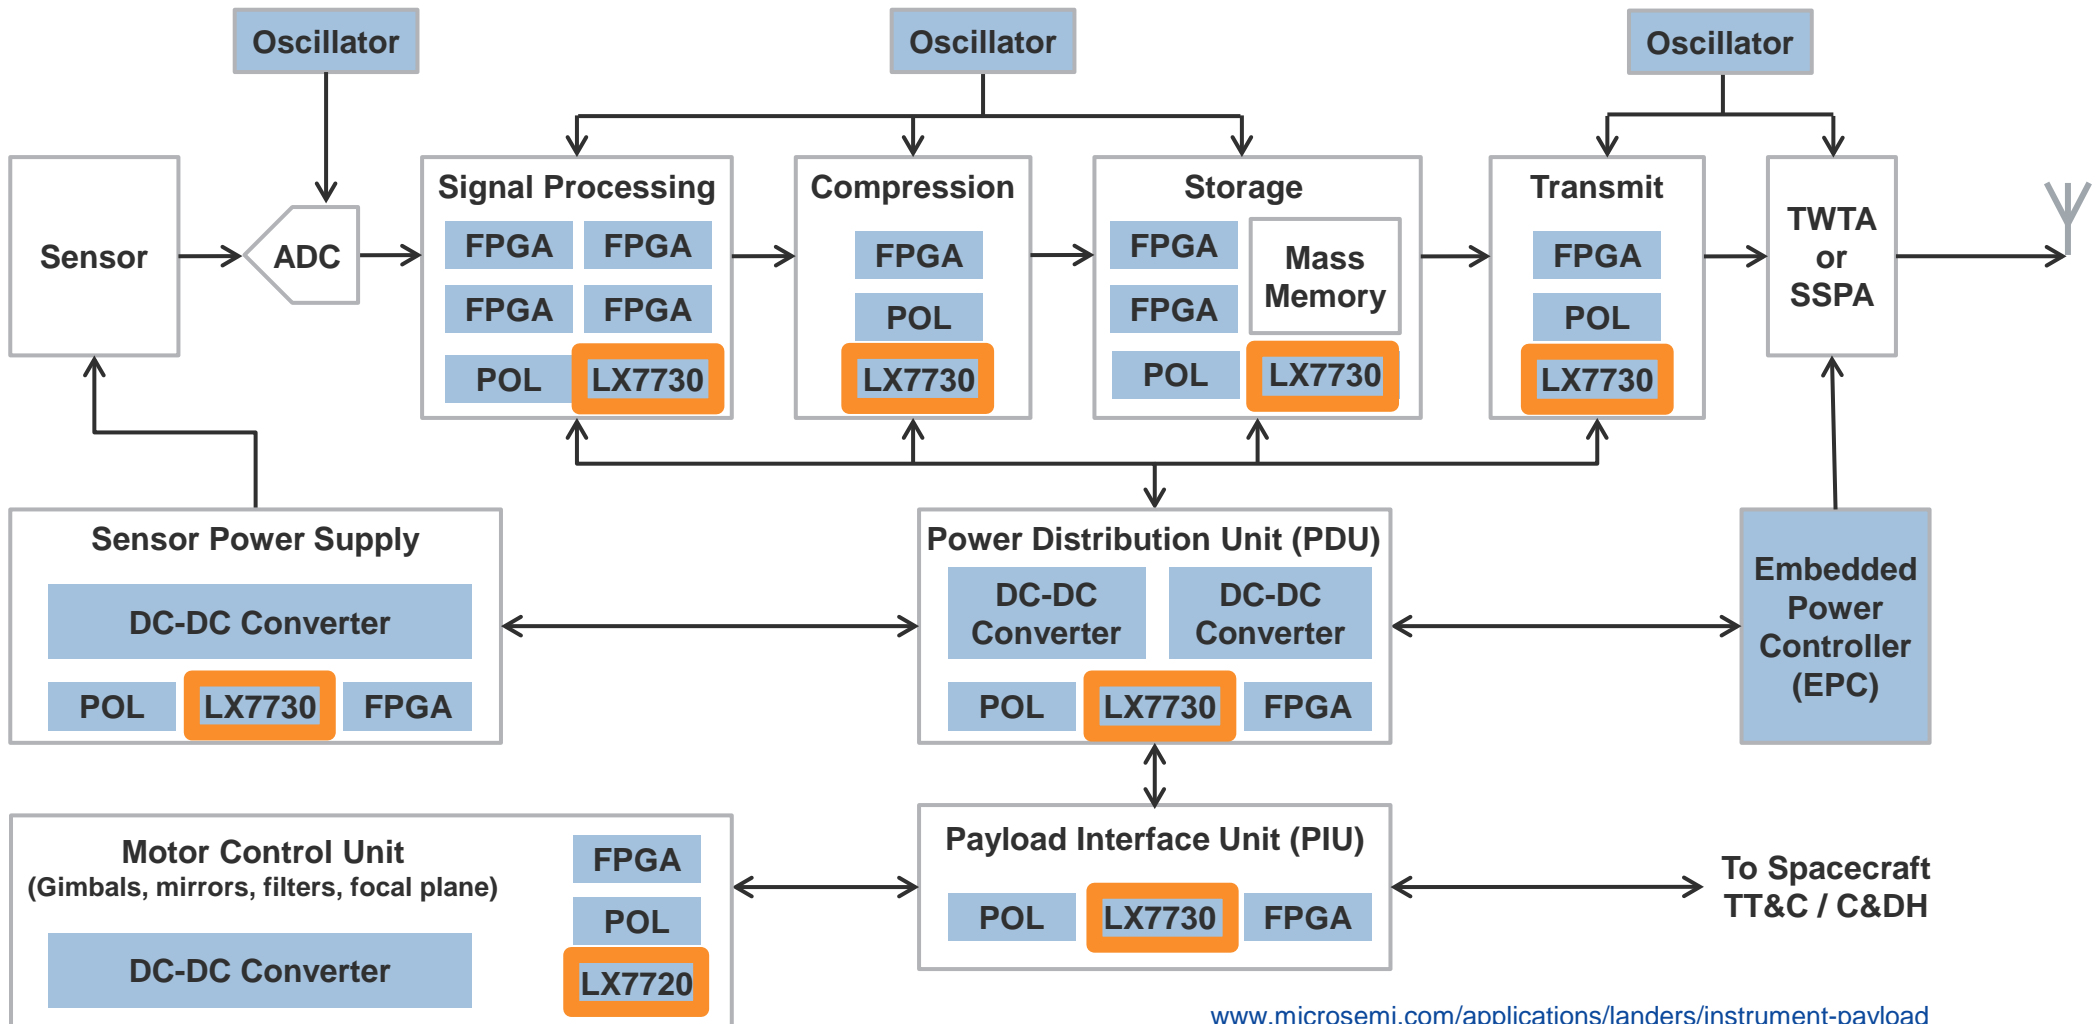 Oscillator
Oscillator
Oscillator
Sensor
ADC
Signal Processing
FPGA
FPGA
FPGA
FPGA
POL
LX7730
Compression
FPGA
POL
LX7730
Storage
FPGA
FPGA
POL
Mass
Memory
LX7730
Transmit
FPGA
POL
LX7730
TWTA
or
SSPA
Sensor Power Supply
DC-DC Converter
POL
LX7730
FPGA
Power Distribution Unit (PDU)
DC-DC
Converter
DC-DC
Converter
POL
LX7730
FPGA
Embedded
Power
Controller
(EPC)
Motor Control Unit
(Gimbals, mirrors, filters, focal plane)
DC-DC Converter
FPGA
POL
LX7720
Payload Interface Unit (PIU)
POL
LX7730
FPGA
To Spacecraft
TT&C / C&DH
www.microsemi.com/applications/landers/instrument-payload